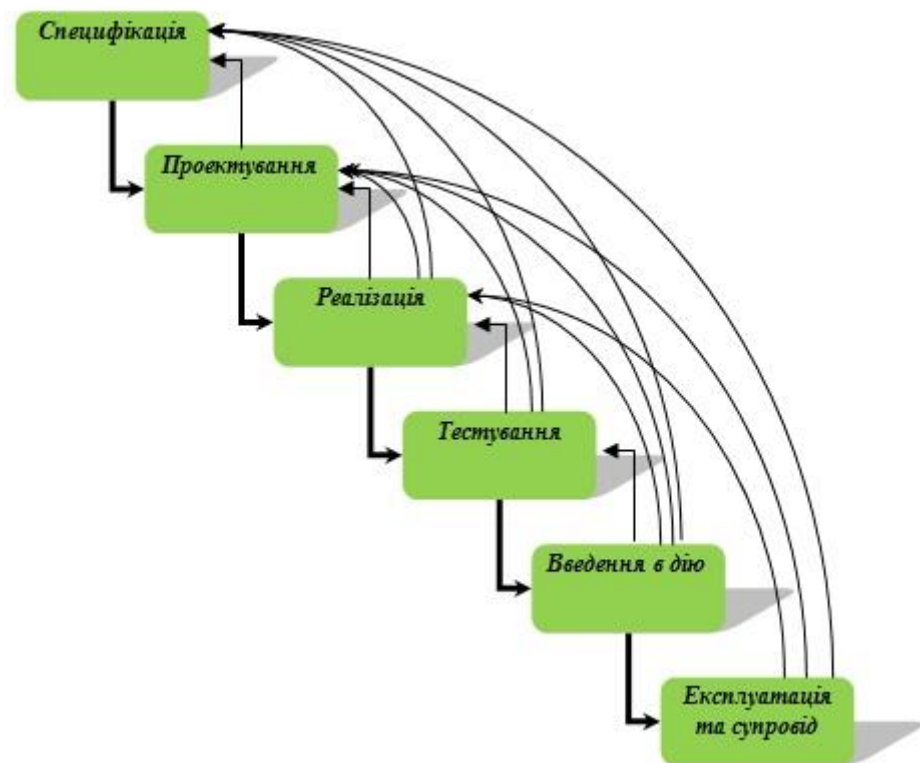 Специфікація
Проектування
Реалізація
Тестування
Введення в дію
Експлуатація
та супровід